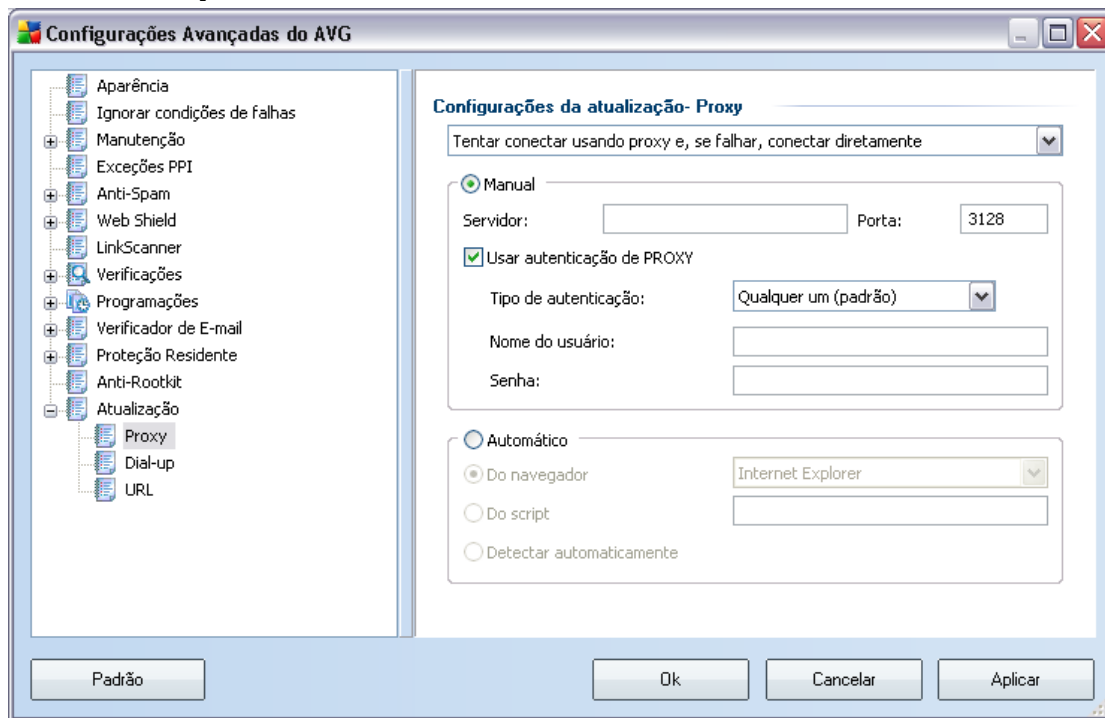 Configurações Avançadas do AVG
Aparência
Ignorar condições de falhas
Manutenção
Exceções PPI
Anti-Spam
Web Shield
LinkScanner
Verificações
Programações
Verificador de E-mail
Proteção Residente
Anti-Rootkit
Atualização
Proxy
Dial-up
URL
Configurações da atualização- Proxy
Tentar conectar usando proxy e, se falhar, conectar diretamente
Manual
Servidor: Porta: 3128
Usar autenticação de PROXY
Tipo de autenticação: Qualquer um (padrão)
Nome do usuário:
Senha:
Automático
Do navegador Internet Explorer
Do script
Detectar automaticamente
Padrão Ok Cancelar Aplicar